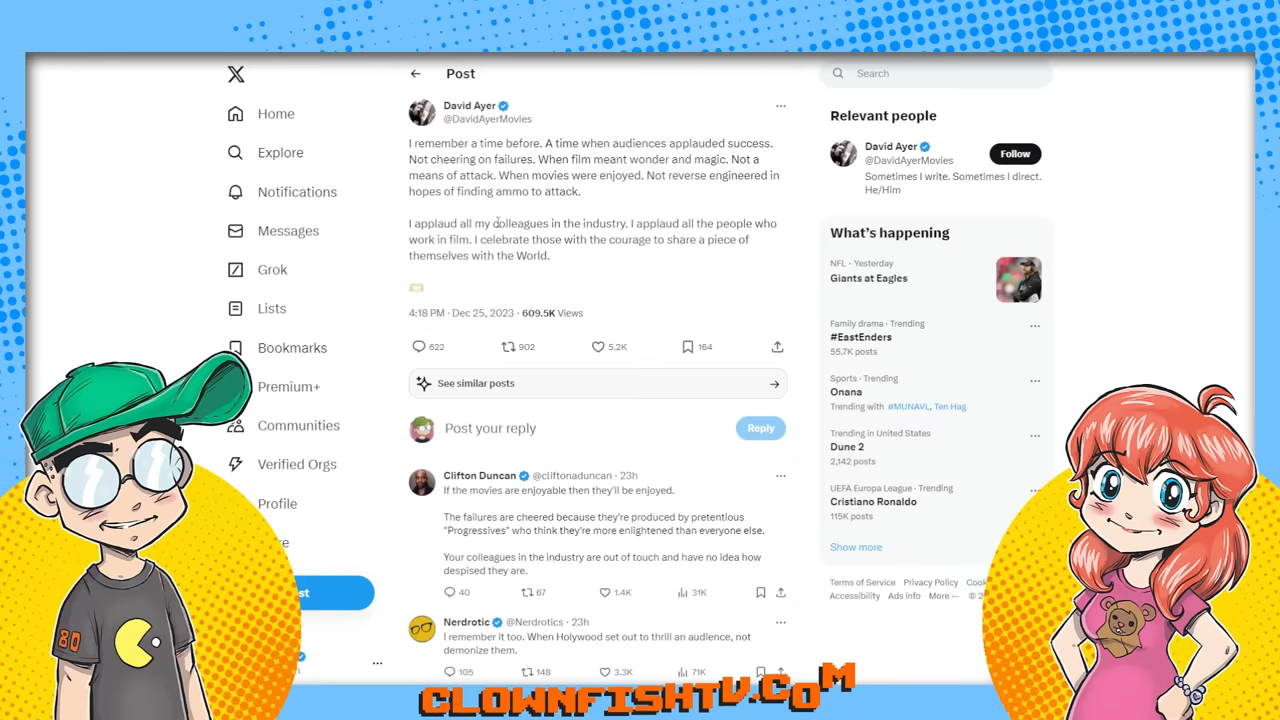 Home
Explore
Notifications
Messages
Grok
Lists
Bookmarks
Premium+
Communities
Verified Orgs
Profile
Post
David Ayer
@DavidAyerMovies
I remember a time before. A time when audiences applauded success.
Not cheering on failures. When film meant wonder and magic. Not a
means of attack. When movies were enjoyed. Not reverse engineered in
hopes of finding ammo to attack.
I applaud all my colleagues in the industry. I applaud all the people who
work in film. I celebrate those with the courage to share a piece of
themselves with the World.
4:18 PM · Dec 25, 2023 · 609.5K Views
622 902 5.2K 164
See similar posts
Post your reply
Reply
Clifton Duncan @cliftonaduncan · 23h
If the movies are enjoyable then they'll be enjoyed.
The failures are cheered because they're produced by pretentious
"Progressives" who think they're more enlightened than everyone else.
Your colleagues in the industry are out of touch and have no idea how
despised they are.
40 67 1.4K 31K
Nerdrotic @Nerdrotics · 23h
I remember it too. When Holywood set out to thrill an audience, not
demonize them.
105 148 3.3K 71K
Search
Relevant people
David Ayer
@DavidAyerMovies
Follow
Sometimes I write. Sometimes I direct.
He/Him
What's happening
NFL · Yesterday
Giants at Eagles
Family drama · Trending
#EastEnders
55.7K posts
Sports · Trending
Onana
Trending with #MUNAVL, Ten Hag
Trending in United States
Dune 2
2,142 posts
UEFA Europa League · Trending
Cristiano Ronaldo
115K posts
Show more
Terms of Service Privacy Policy
Accessibility Ads info More ···
80
CLOWNFISHTV.COM